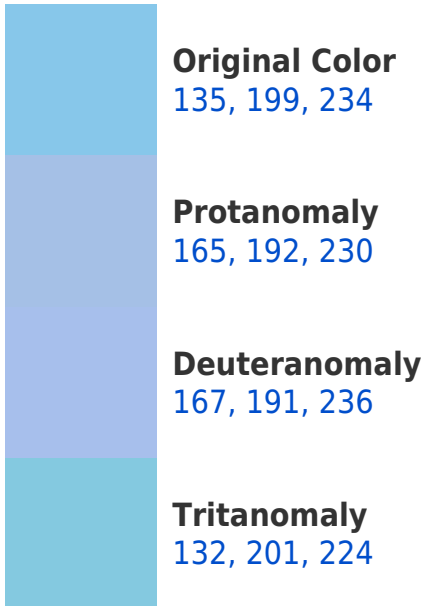 Original Color
135, 199, 234
Protanomaly
165, 192, 230
Deuteranomaly
167, 191, 236
Tritanomaly
132, 201, 224